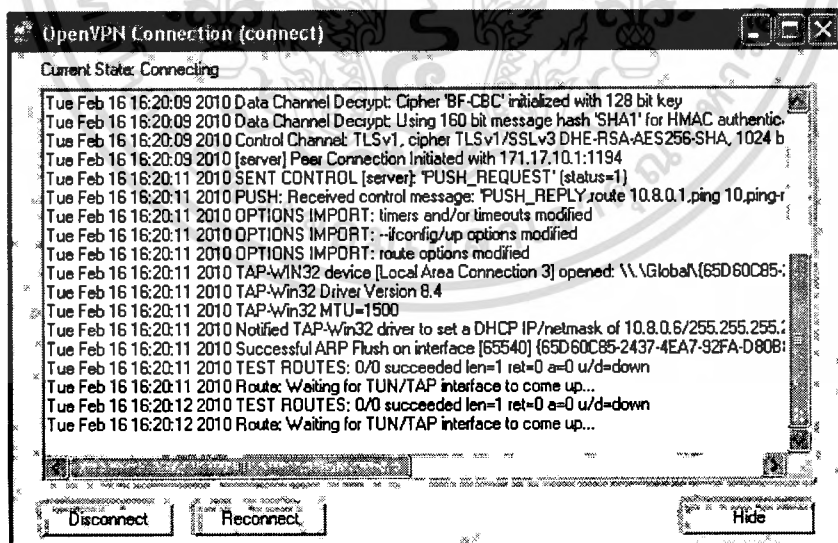 OpenVPN Connection (connect)
Current State: Connecting
Tue Feb 16 16:20:09 2010 Data Channel Decrypt: Cipher 'BF-CBC' initialized with 128 bit key
Tue Feb 16 16:20:09 2010 Data Channel Decrypt: Using 160 bit message hash 'SHA1' for HMAC authentic
Tue Feb 16 16:20:09 2010 Control Channel: TLSv1, cipher TLSv1/SSLv3 DHE-RSA-AES256-SHA, 1024 b
Tue Feb 16 16:20:09 2010 [server] Peer Connection Initiated with 171.17.10.1:1194
Tue Feb 16 16:20:11 2010 SENT CONTROL [server]: 'PUSH_REQUEST' (status=1)
Tue Feb 16 16:20:11 2010 PUSH: Received control message: 'PUSH_REPLY,route 10.8.0.1,ping 10,ping-r
Tue Feb 16 16:20:11 2010 OPTIONS IMPORT: timers and/or timeouts modified
Tue Feb 16 16:20:11 2010 OPTIONS IMPORT: --ifconfig/up options modified
Tue Feb 16 16:20:11 2010 OPTIONS IMPORT: route options modified
Tue Feb 16 16:20:11 2010 TAP-WIN32 device [Local Area Connection 3] opened: \\.\Global\{65D60C85-
Tue Feb 16 16:20:11 2010 TAP-Win32 Driver Version 8.4
Tue Feb 16 16:20:11 2010 TAP-Win32 MTU=1500
Tue Feb 16 16:20:11 2010 Notified TAP-Win32 driver to set a DHCP IP/netmask of 10.8.0.6/255.255.255.2
Tue Feb 16 16:20:11 2010 Successful ARP Flush on interface [65540] {65D60C85-2437-4EA7-92FA-D80B
Tue Feb 16 16:20:11 2010 TEST ROUTES: 0/0 succeeded len=1 ret=0 a=0 u/d=down
Tue Feb 16 16:20:11 2010 Route: Waiting for TUN/TAP interface to come up...
Tue Feb 16 16:20:12 2010 TEST ROUTES: 0/0 succeeded len=1 ret=0 a=0 u/d=down
Tue Feb 16 16:20:12 2010 Route: Waiting for TUN/TAP interface to come up...
Disconnect Reconnect Hide